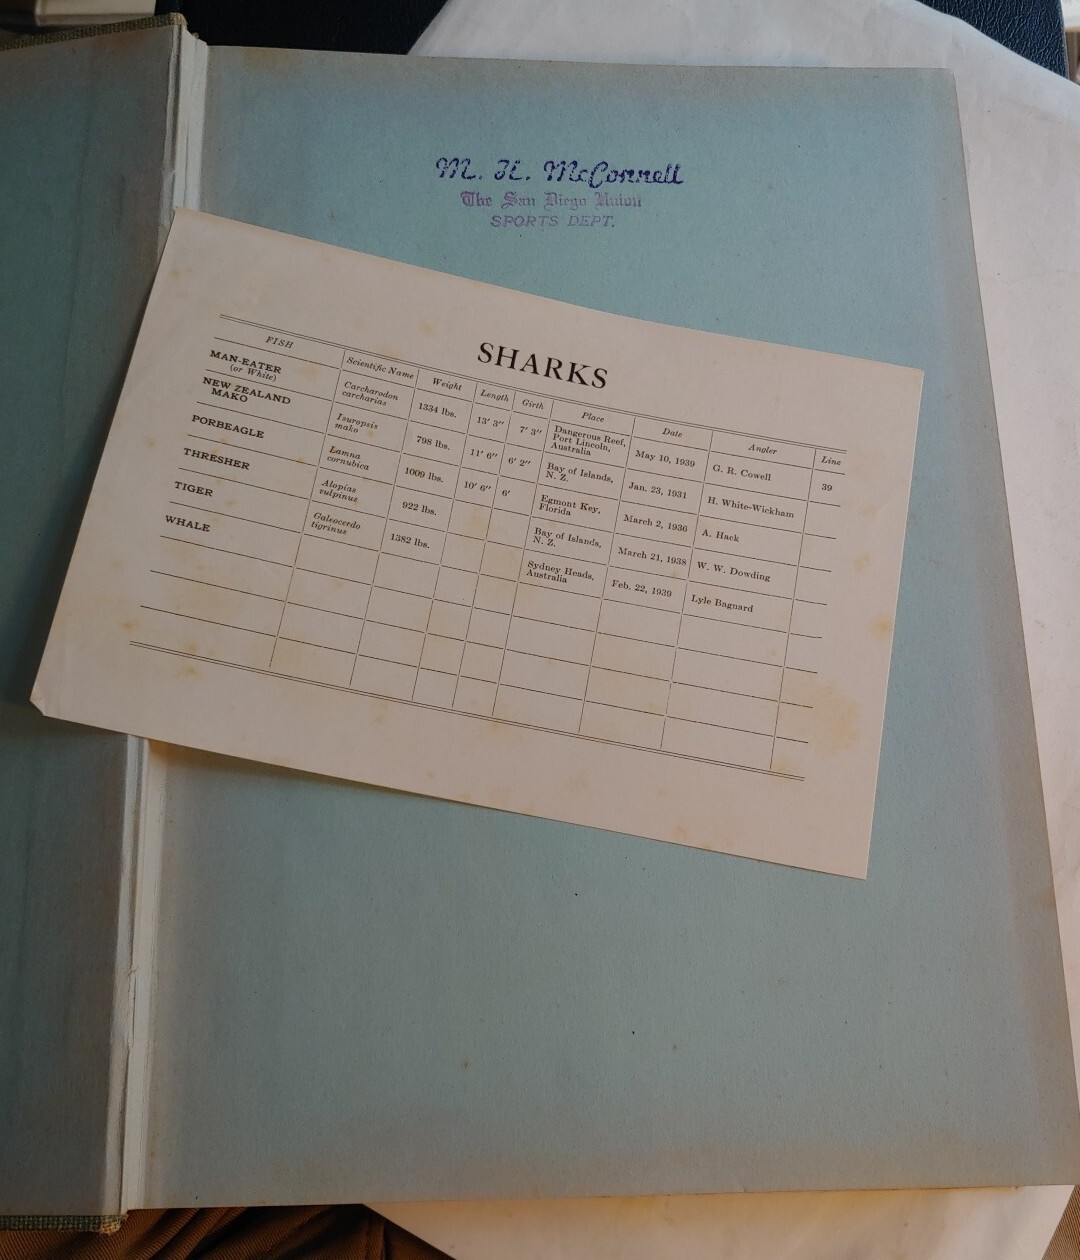 M. H. McConnell
The San Diego Union
SPORTS DEPT.
SHARKS
FISH Scientific Name Weight Length Girth Place Date Angler Line
MAN-EATER (or White) Carcharodon carcharias 1334 lbs. 13′ 3″ 7′ 3″ Dangerous Reef, Port Lincoln, Australia May 10, 1939 G. R. Cowell 39
NEW ZEALAND MAKO Isuropsis mako 798 lbs. 11′ 6″ 6′ 2″ Bay of Islands, N. Z. Jan. 23, 1931 H. White-Wickham
PORBEAGLE Lamna cornubica 1009 lbs. 10′ 6″ 6′ Egmont Key, Florida March 2, 1936 A. Hack
THRESHER Alopias vulpinus 922 lbs. Bay of Islands, N. Z. March 21, 1938 W. W. Dowding
TIGER Galeocerdo tigrinus 1382 lbs. Sydney Heads, Australia Feb. 22, 1939 Lyle Bagnard
WHALE